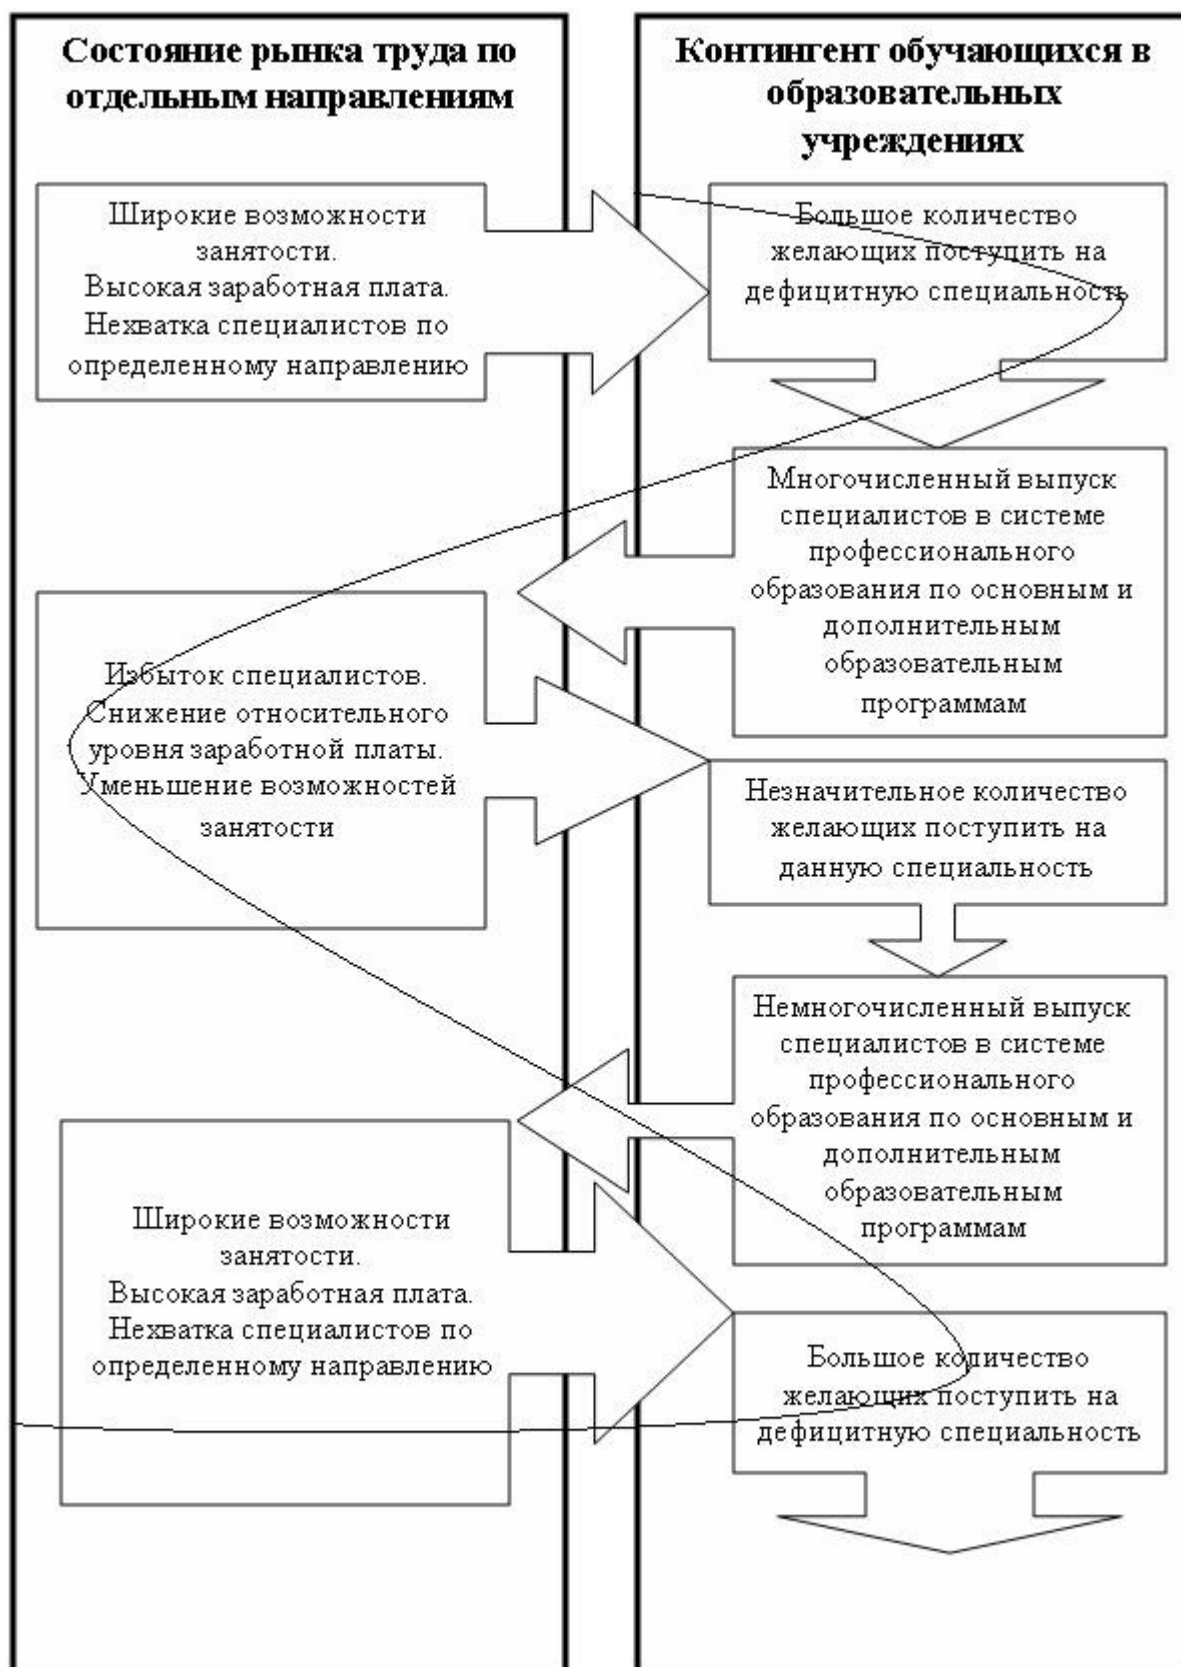 Состояние рынка труда по
отдельным направлениям
Контингент обучающихся в
образовательных
учреждениях
Широкие возможности
занятости.
Высокая заработная плата.
Нехватка специалистов по
определенному направлению
Большое количество
желающих поступить на
дефицитную специальность
Многочисленный выпуск
специалистов в системе
профессионального
образования по основным и
дополнительным
образовательным
программам
Избыток специалистов.
Снижение относительного
уровня заработной платы.
Уменьшение возможностей
занятости
Незначительное количество
желающих поступить на
данную специальность
Немногочисленный выпуск
специалистов в системе
профессионального
образования по основным и
дополнительным
образовательным
программам
Широкие возможности
занятости.
Высокая заработная плата.
Нехватка специалистов по
определенному направлению
Большое количество
желающих поступить на
дефицитную специальность